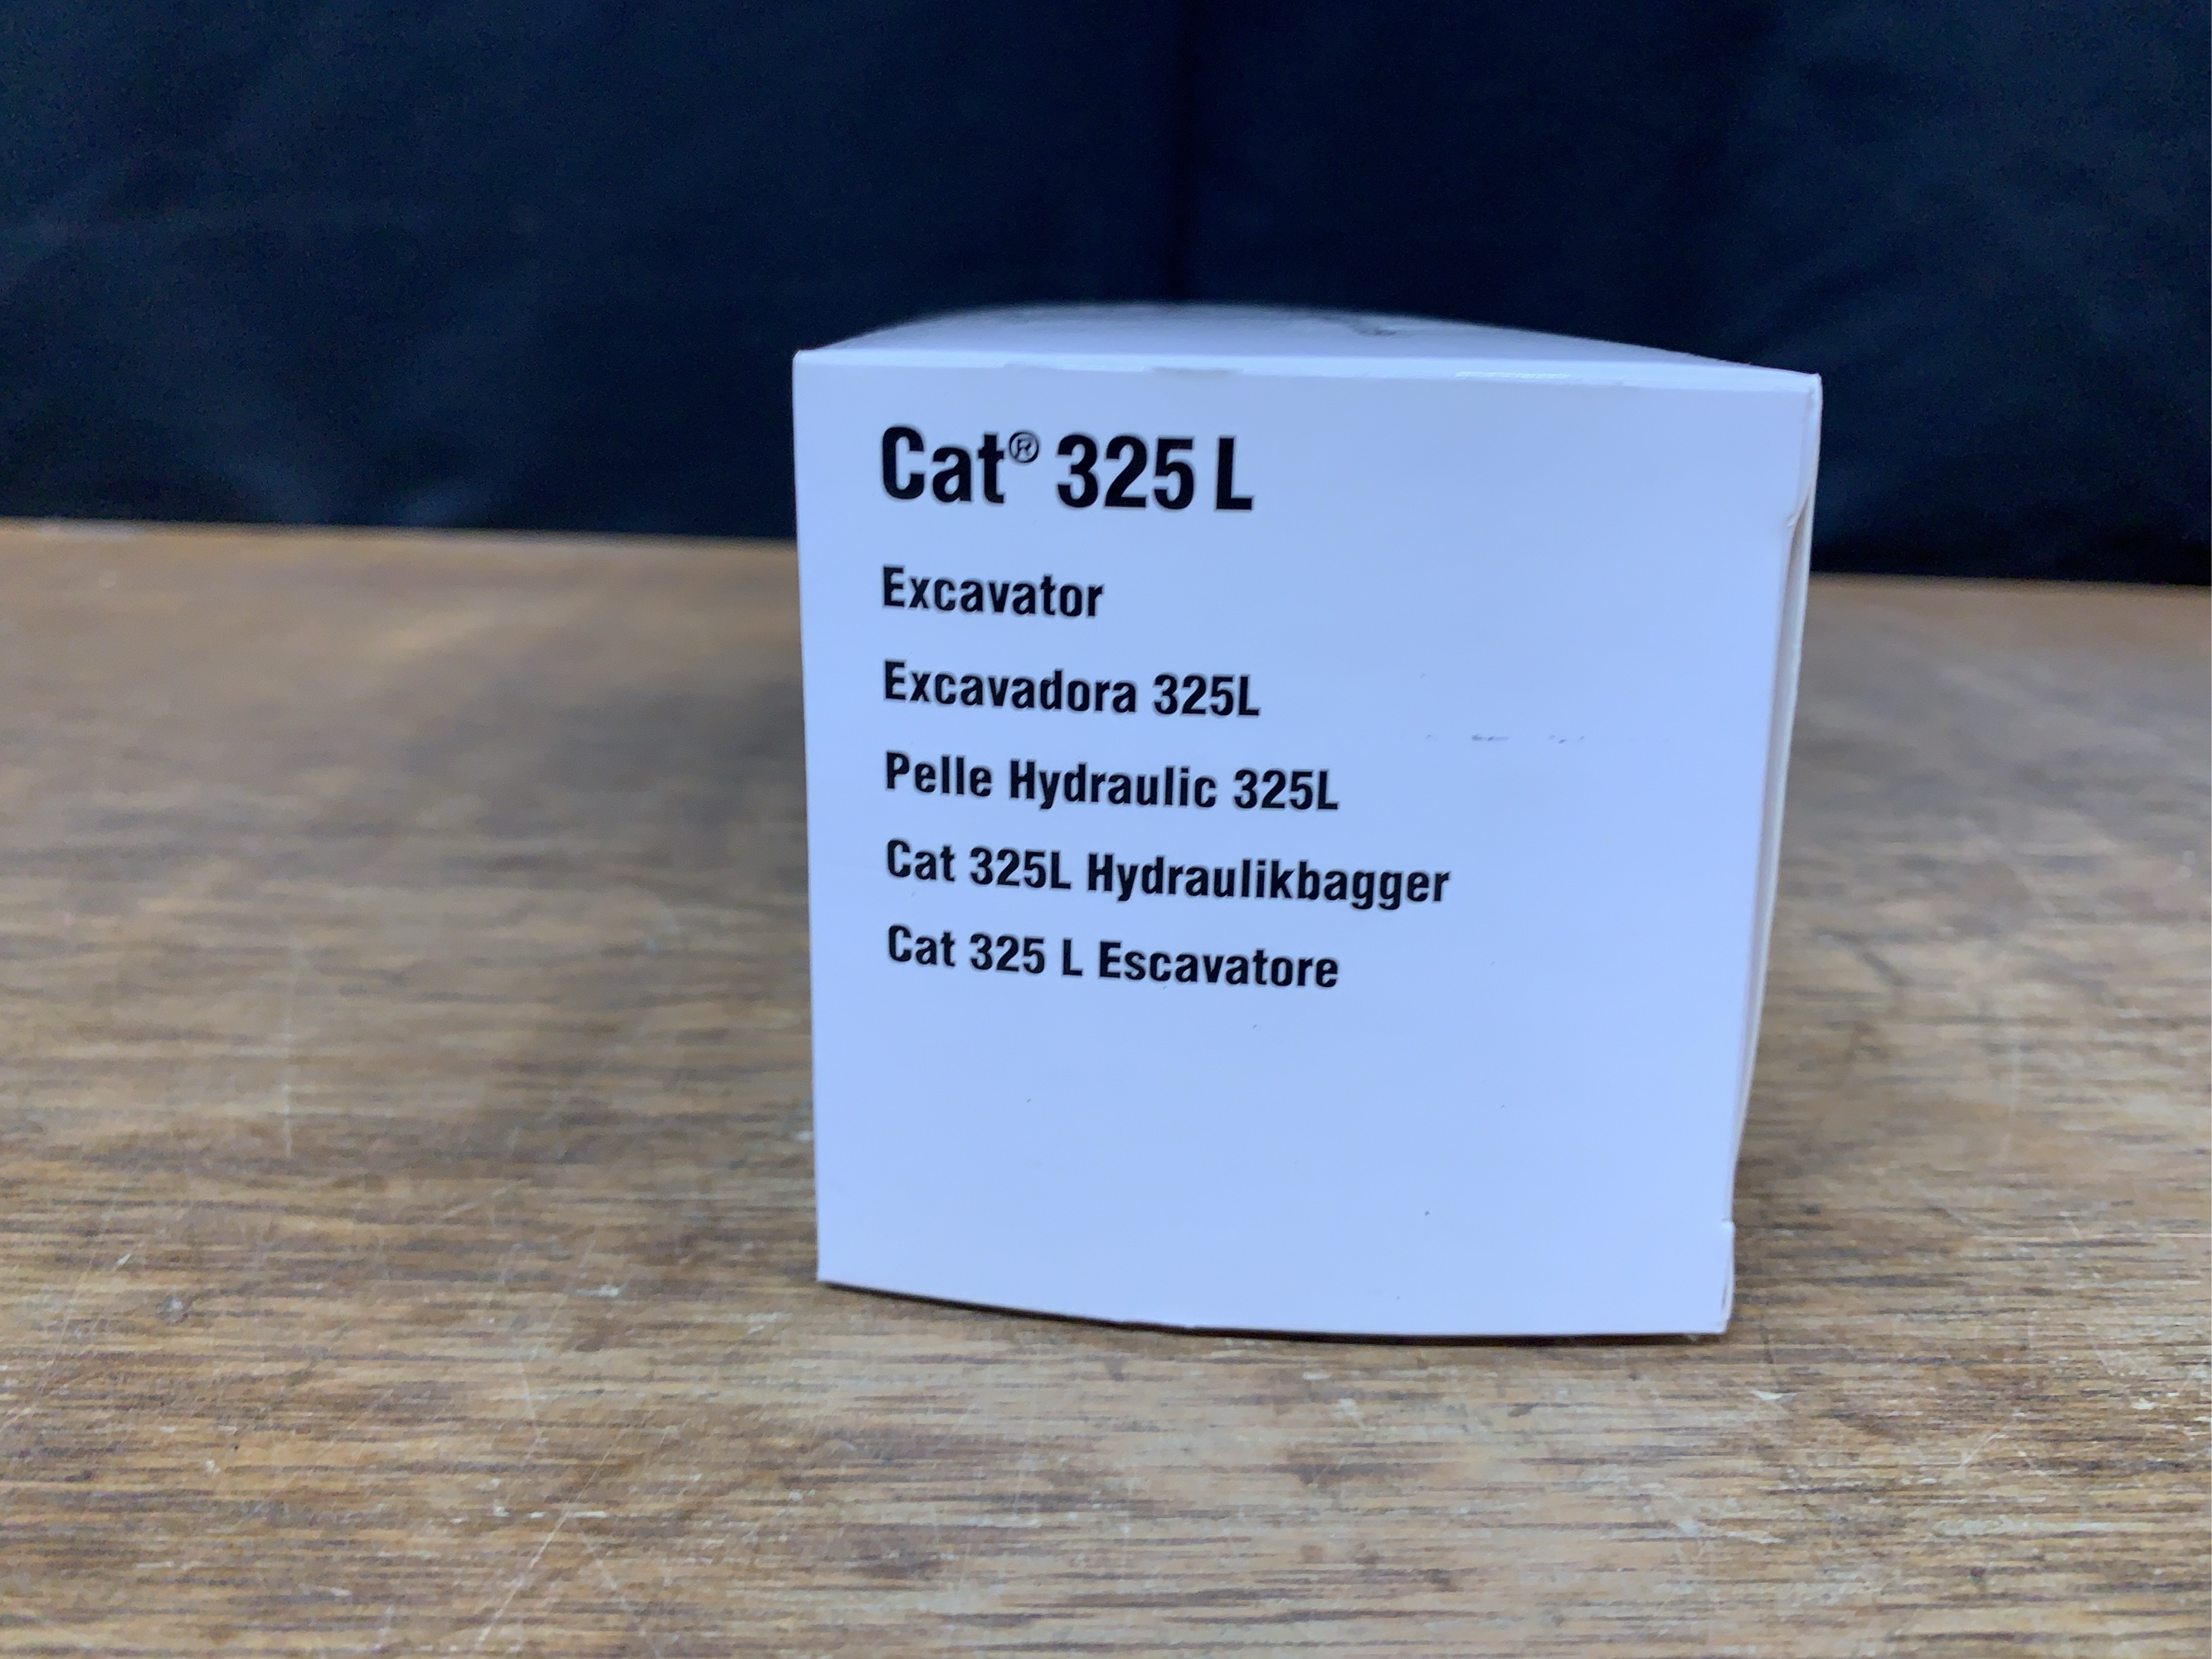 Cat® 325 L
Excavator
Excavadora 325L
Pelle Hydraulic 325L
Cat 325L Hydraulikbagger
Cat 325 L Escavatore